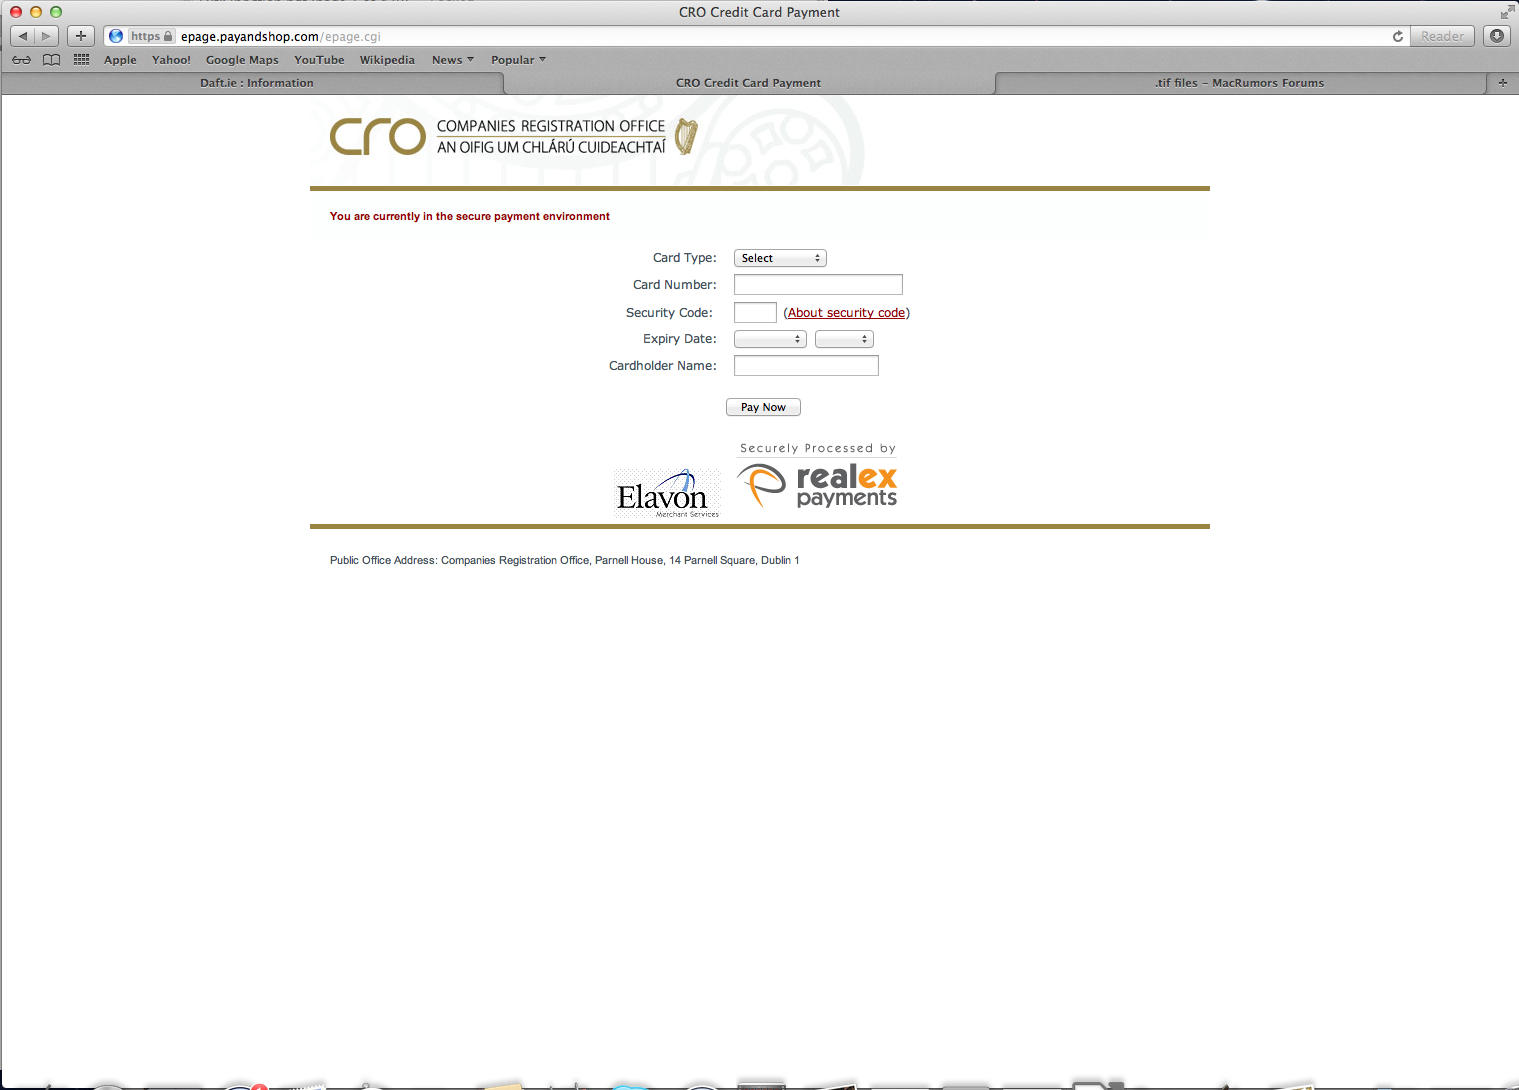 CRO Credit Card Payment
https epage.payandshop.com/epage.cgi Reader
Apple Yahoo! Google Maps YouTube Wikipedia News Popular
Daft.ie : Information CRO Credit Card Payment .tif files – MacRumors Forums
cro COMPANIES REGISTRATION OFFICE
AN OIFIG UM CHLÁRÚ CUIDEACHTAÍ
You are currently in the secure payment environment
Card Type: Select
Card Number:
Security Code: (About security code)
Expiry Date:
Cardholder Name:
Pay Now
Securely Processed by
realex
payments
Elavon
Merchant Services
Public Office Address: Companies Registration Office, Parnell House, 14 Parnell Square, Dublin 1